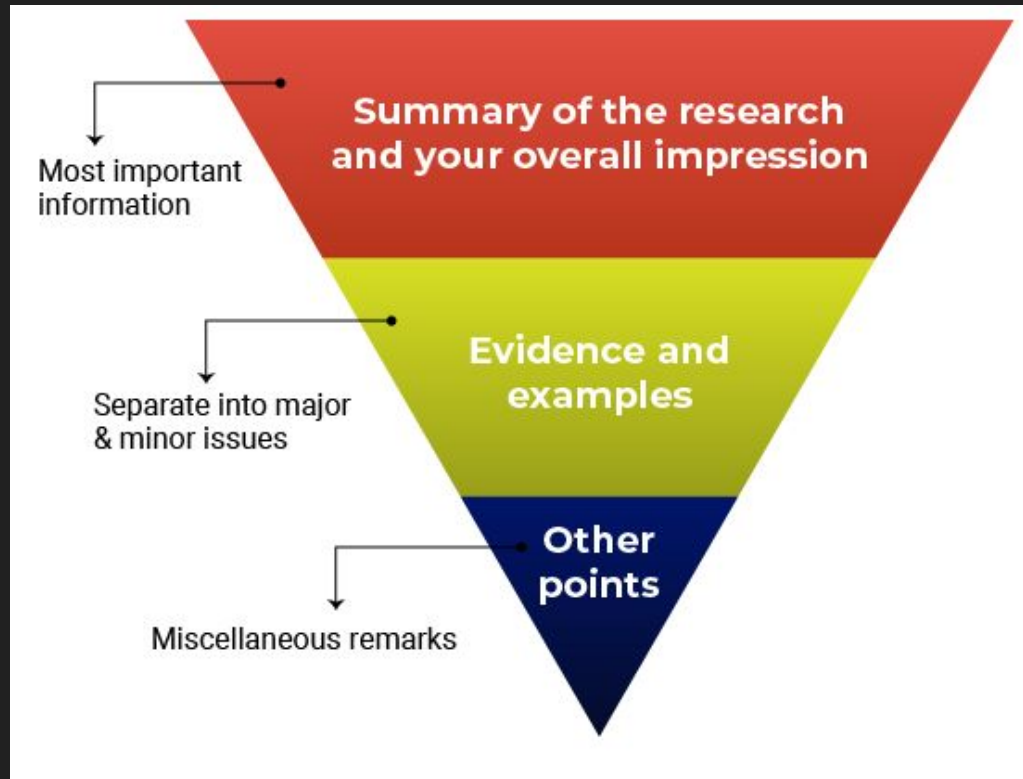 Summary of the research
and your overall impression
Most important
information
Evidence and
examples
Separate into major
& minor issues
Other
points
Miscellaneous remarks